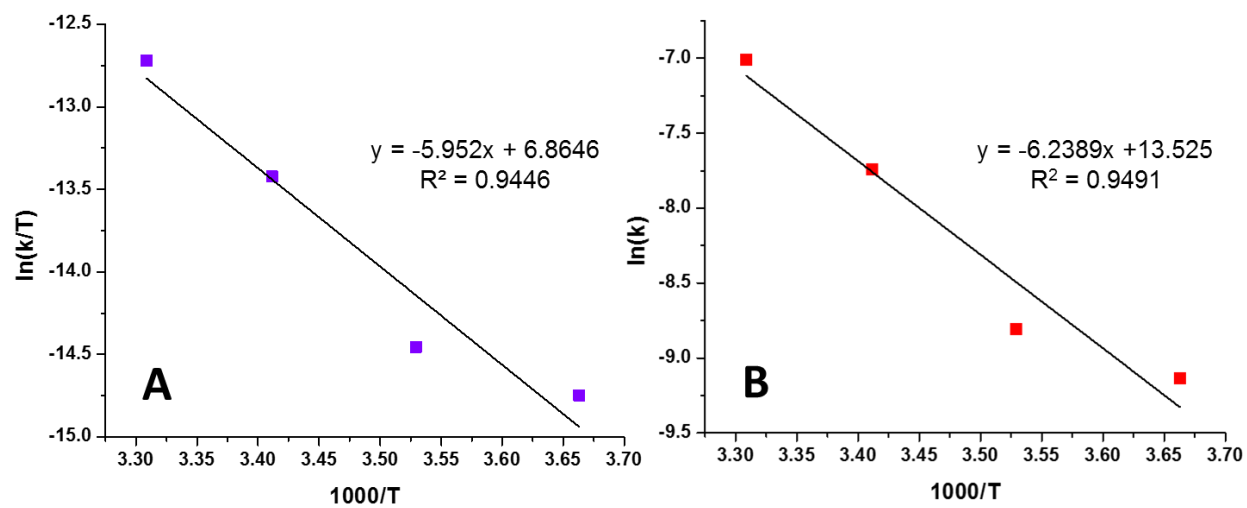 -12.5
-13.0
-13.5
-14.0
-14.5
-15.0
ln(k/T)
y = -5.952x + 6.8646
R² = 0.9446
A
3.30 3.35 3.40 3.45 3.50 3.55 3.60 3.65 3.70
1000/T
-7.0
-7.5
-8.0
-8.5
-9.0
-9.5
ln(k)
y = -6.2389x +13.525
R² = 0.9491
B
3.30 3.35 3.40 3.45 3.50 3.55 3.60 3.65 3.70
1000/T